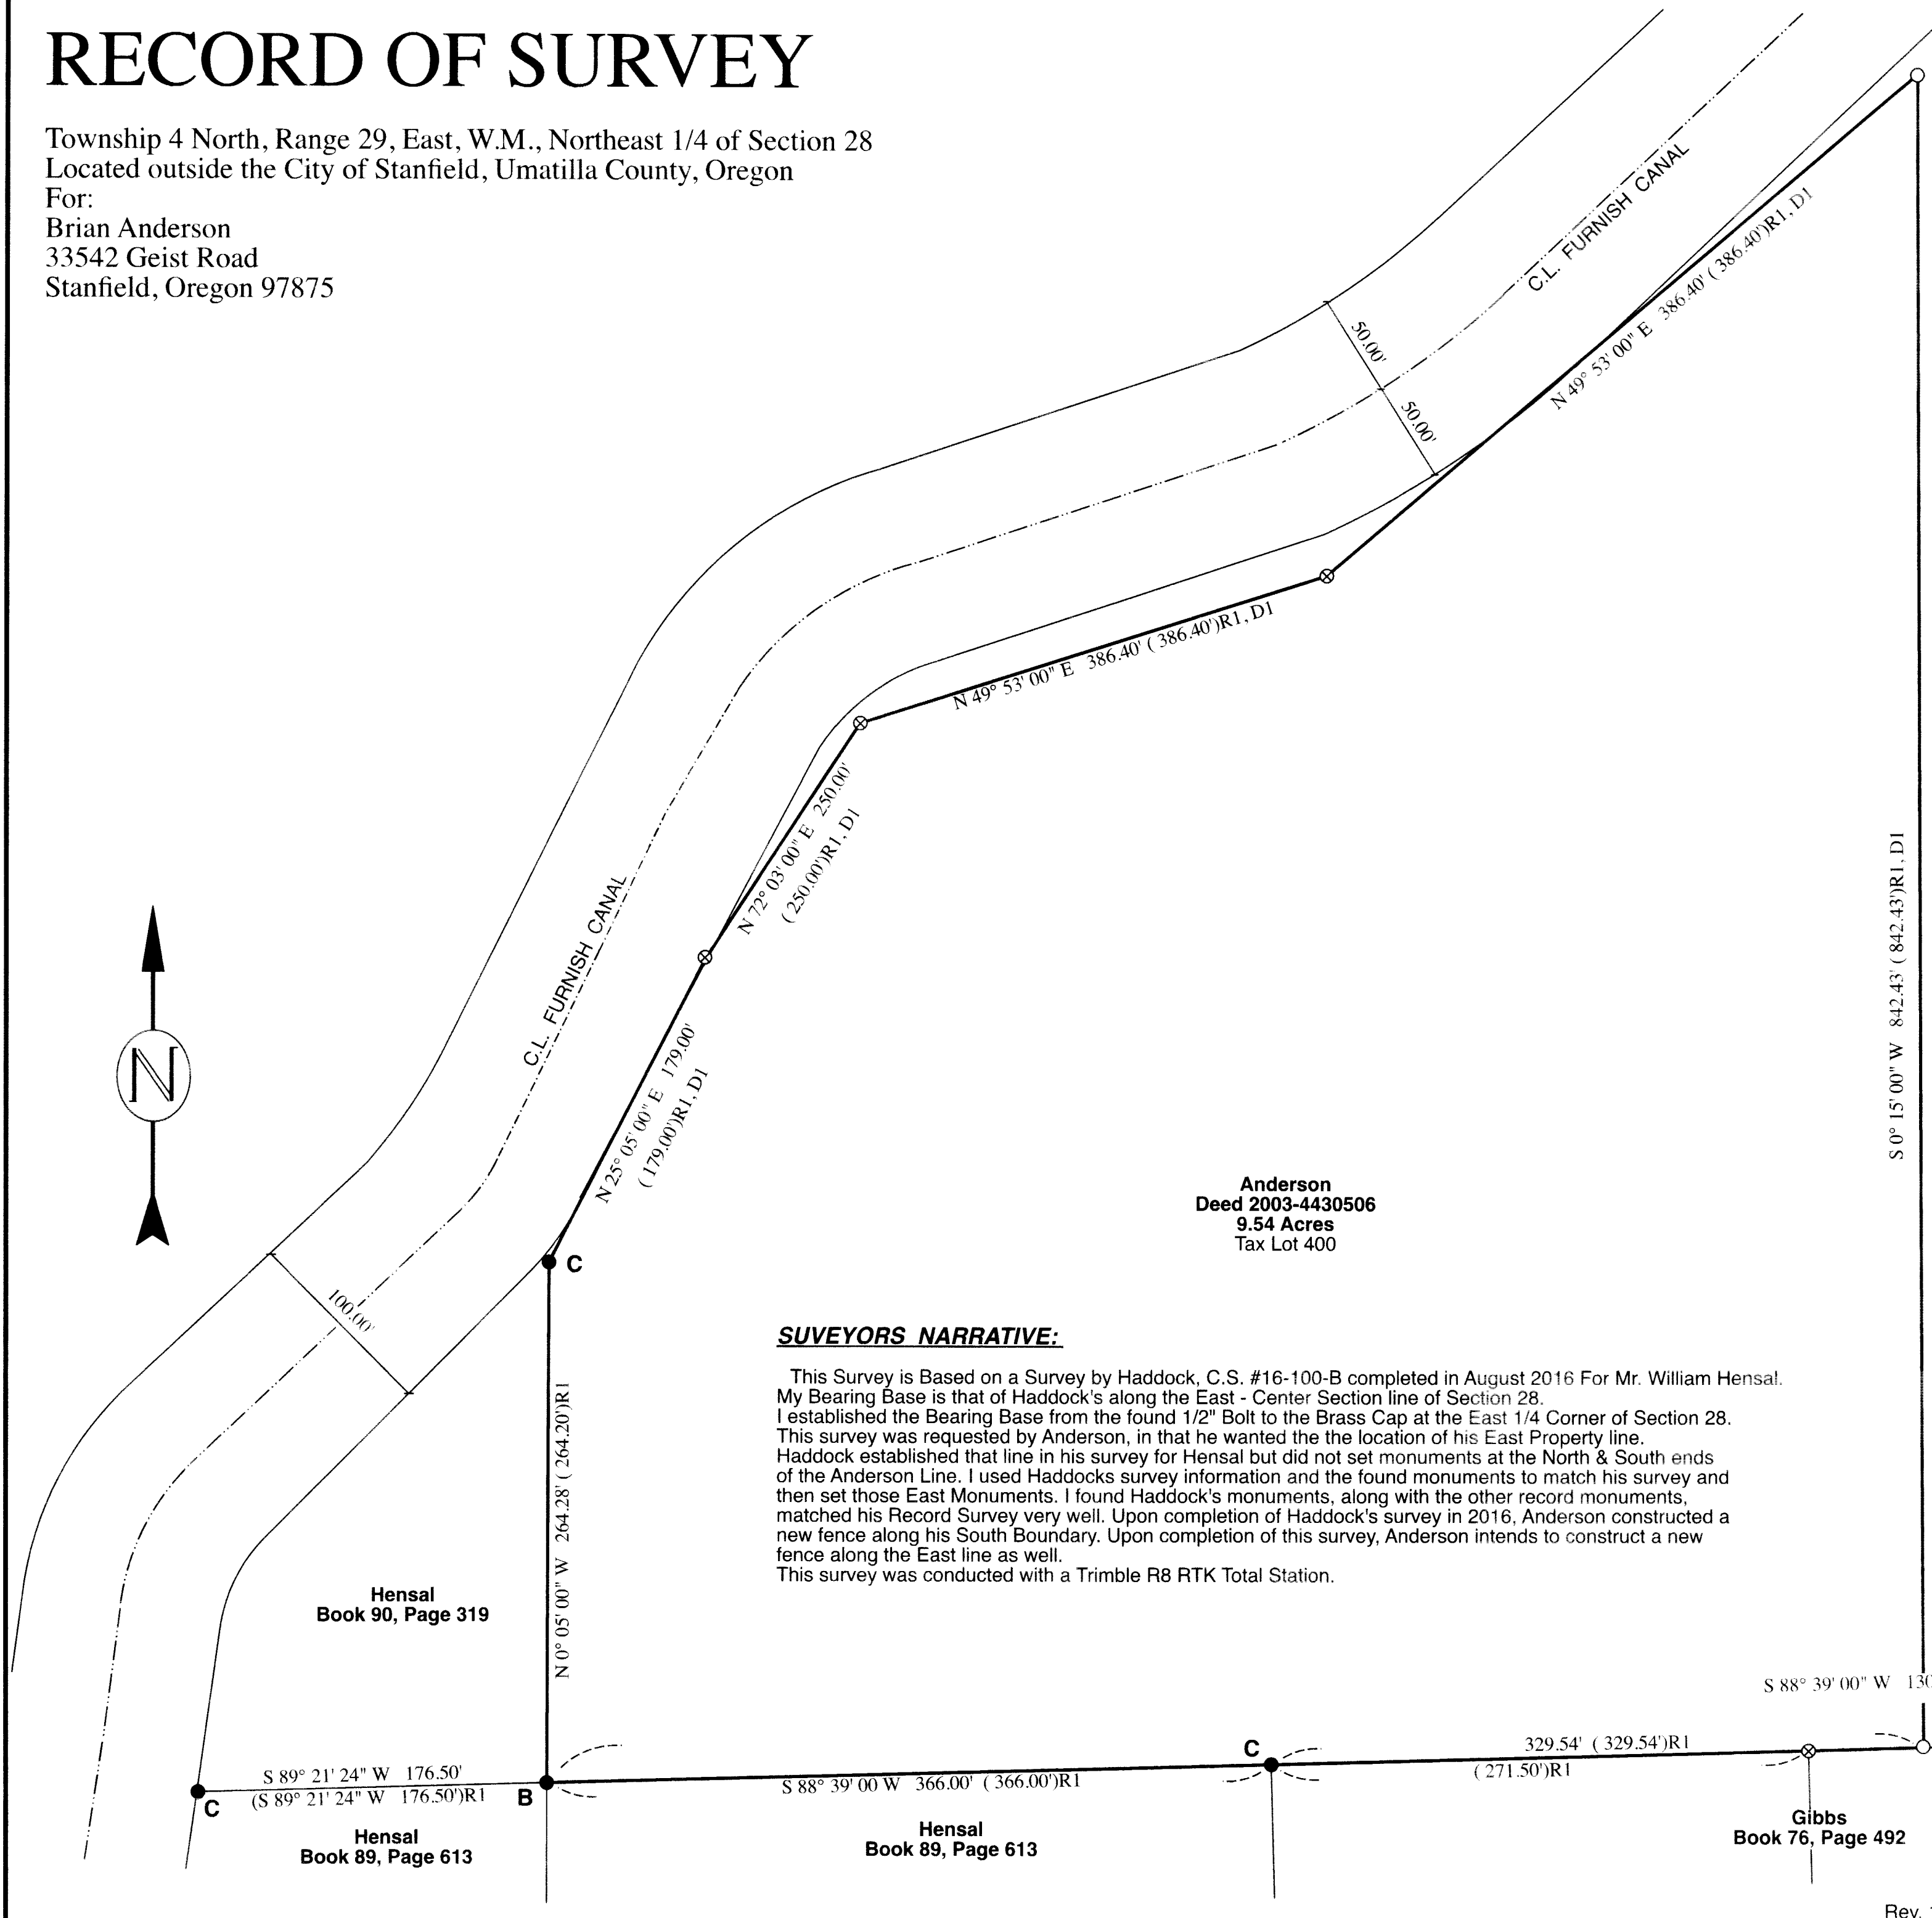 RECORD OF SURVEY
Township 4 North, Range 29, East, W.M., Northeast 1/4 of Section 28
Located outside the City of Stanfield, Umatilla County, Oregon
For:
Brian Anderson
33542 Geist Road
Stanfield, Oregon 97875
C.L. FURNISH CANAL
N 49° 53' 00" E 386.40' ( 386.40')R1, D1
50.00'
50.00'
N 49° 53' 00" E 386.40' ( 386.40')R1, D1
N 72° 03' 00" E 250.00'
( 250.00')R1, D1
C.L. FURNISH CANAL
N 25° 05' 00" E 179.00'
( 179.00')R1, D1
S 0° 15' 00" W 842.43' ( 842.43')R1, D1
N
C
100.00'
Anderson
Deed 2003-4430506
9.54 Acres
Tax Lot 400
SUVEYORS NARRATIVE:
This Survey is Based on a Survey by Haddock, C.S. #16-100-B completed in August 2016 For Mr. William Hensal.
My Bearing Base is that of Haddock's along the East - Center Section line of Section 28.
I established the Bearing Base from the found 1/2" Bolt to the Brass Cap at the East 1/4 Corner of Section 28.
This survey was requested by Anderson, in that he wanted the the location of his East Property line.
Haddock established that line in his survey for Hensal but did not set monuments at the North & South ends
of the Anderson Line. I used Haddocks survey information and the found monuments to match his survey and
then set those East Monuments. I found Haddock's monuments, along with the other record monuments,
matched his Record Survey very well. Upon completion of Haddock's survey in 2016, Anderson constructed a
new fence along his South Boundary. Upon completion of this survey, Anderson intends to construct a new
fence along the East line as well.
This survey was conducted with a Trimble R8 RTK Total Station.
N 0° 05' 00" W 264.28' ( 264.20')R1
Hensal
Book 90, Page 319
S 88° 39' 00" W 130
C
329.54' ( 329.54')R1
(271.50')R1
S 89° 21' 24" W 176.50'
(S 89° 21' 24" W 176.50')R1
C
B
S 88° 39' 00 W 366.00' ( 366.00')R1
Hensal
Book 89, Page 613
Hensal
Book 89, Page 613
Gibbs
Book 76, Page 492
Rev.